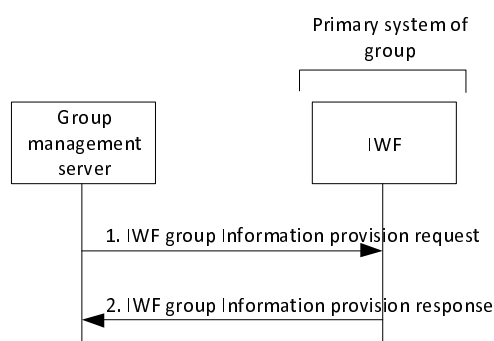 Primary system of
group
Group
management
server
IWF
1. IWF group Information provision request
2. IWF group Information provision response